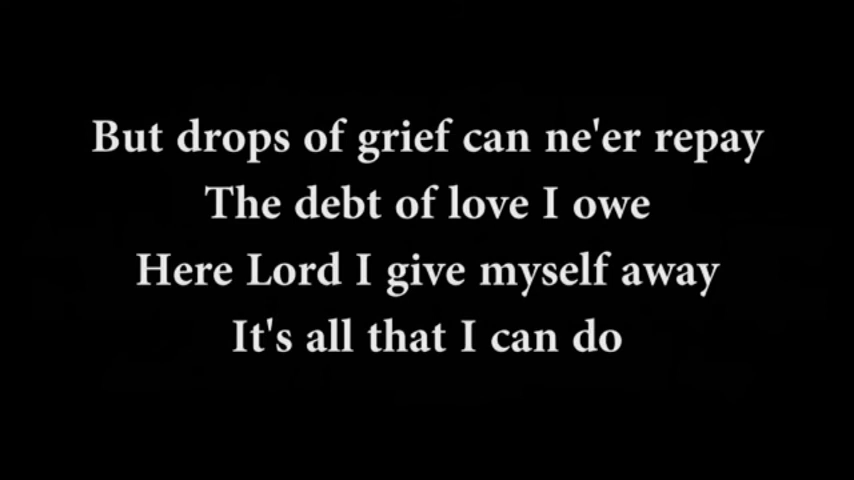 But drops of grief can ne'er repay
The debt of love I owe
Here Lord I give myself away
It's all that I can do